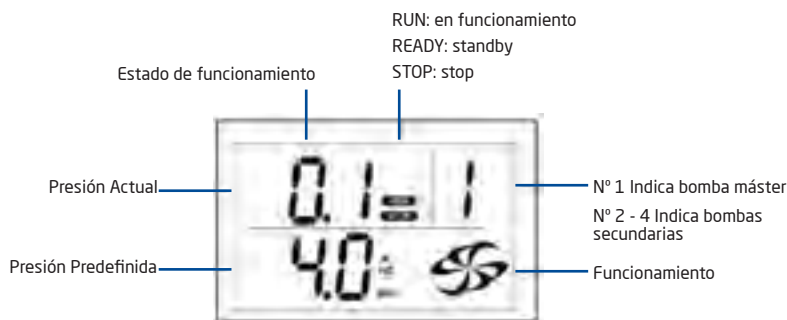 RUN: en funcionamiento
READY: standby
STOP: stop
Estado de funcionamiento
Presión Actual
0.1
1
Nº 1 Indica bomba máster
Nº 2 - 4 Indica bombas
secundarias
Presión Predefinida
4.0
Funcionamiento